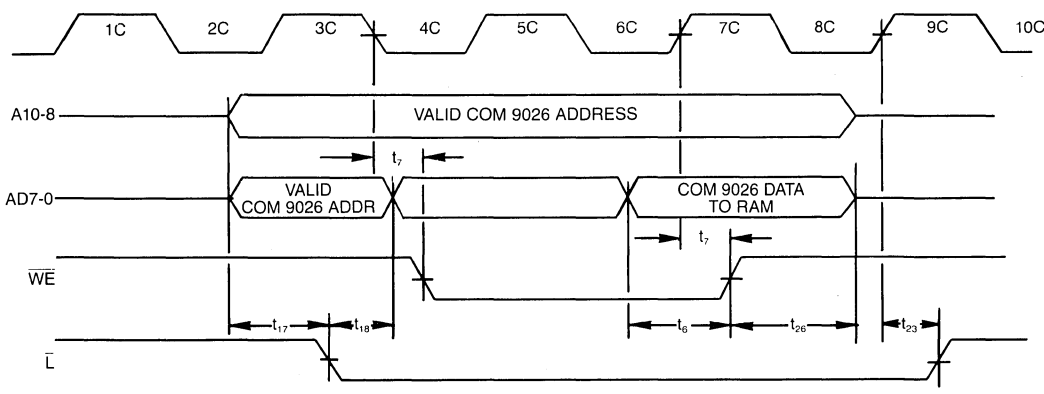 1C 2C 3C 4C 5C 6C 7C 8C 9C 10C
A10-8 VALID COM 9026 ADDRESS
t7
AD7-0 VALID COM 9026 ADDR COM 9026 DATA TO RAM
t7
WE
t17 t18 t6 t26 t23
L